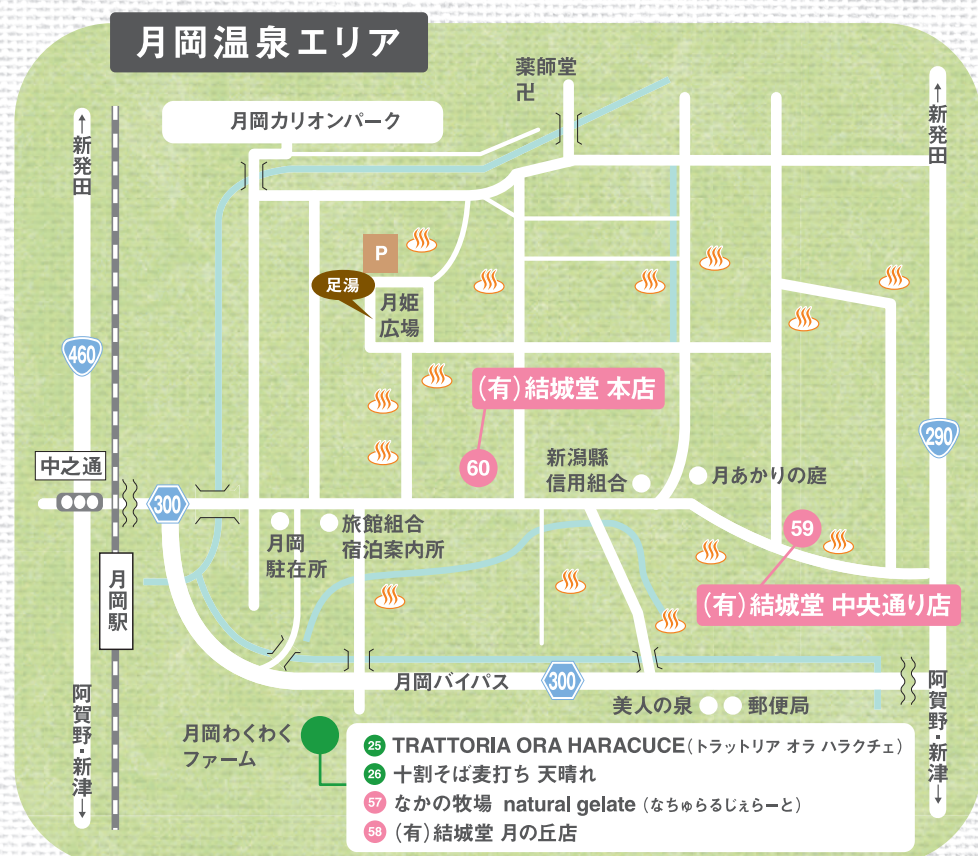 月岡温泉エリア
薬師堂
卍
月岡カリオンパーク
←新発田
←新発田
P
足湯
月姫
広場
460
(有)結城堂 本店
290
中之通
60
新潟縣
信用組合
月あかりの庭
300
59
月岡
駐在所
旅館組合
宿泊案内所
月岡駅
(有)結城堂 中央通り店
月岡バイパス
300
美人の泉
郵便局
阿賀野・新津→
阿賀野・新津→
月岡わくわく
ファーム
25 TRATTORIA ORA HARACUCE(トラットリア オラ ハラクチェ)
26 十割そば麦打ち 天晴れ
57 なかの牧場 natural gelate (なちゅらるじぇらーと)
58 (有)結城堂 月の丘店